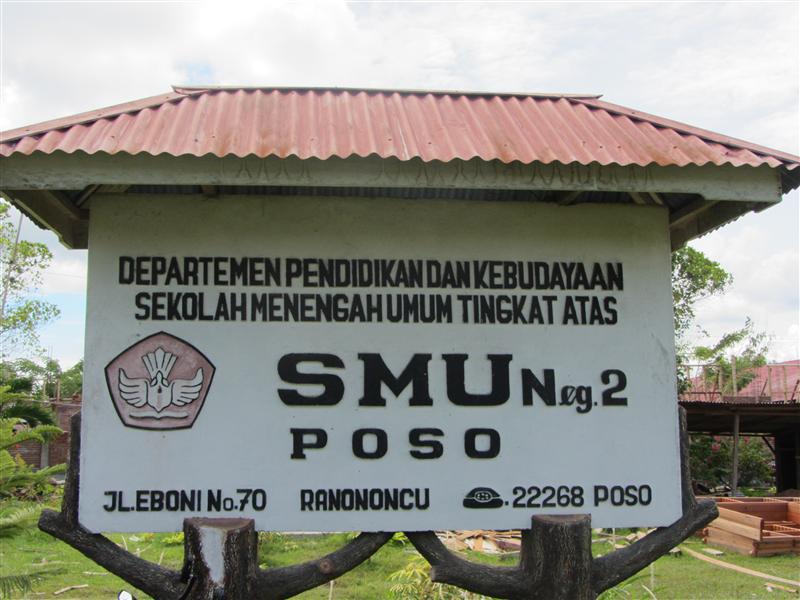 DEPARTEMEN PENDIDIKAN DAN KEBUDAYAAN
SEKOLAH MENENGAH UMUM TINGKAT ATAS
SMU Neg. 2
POSO
JL. EBONI No. 70 RANONONCU . 22268 POSO